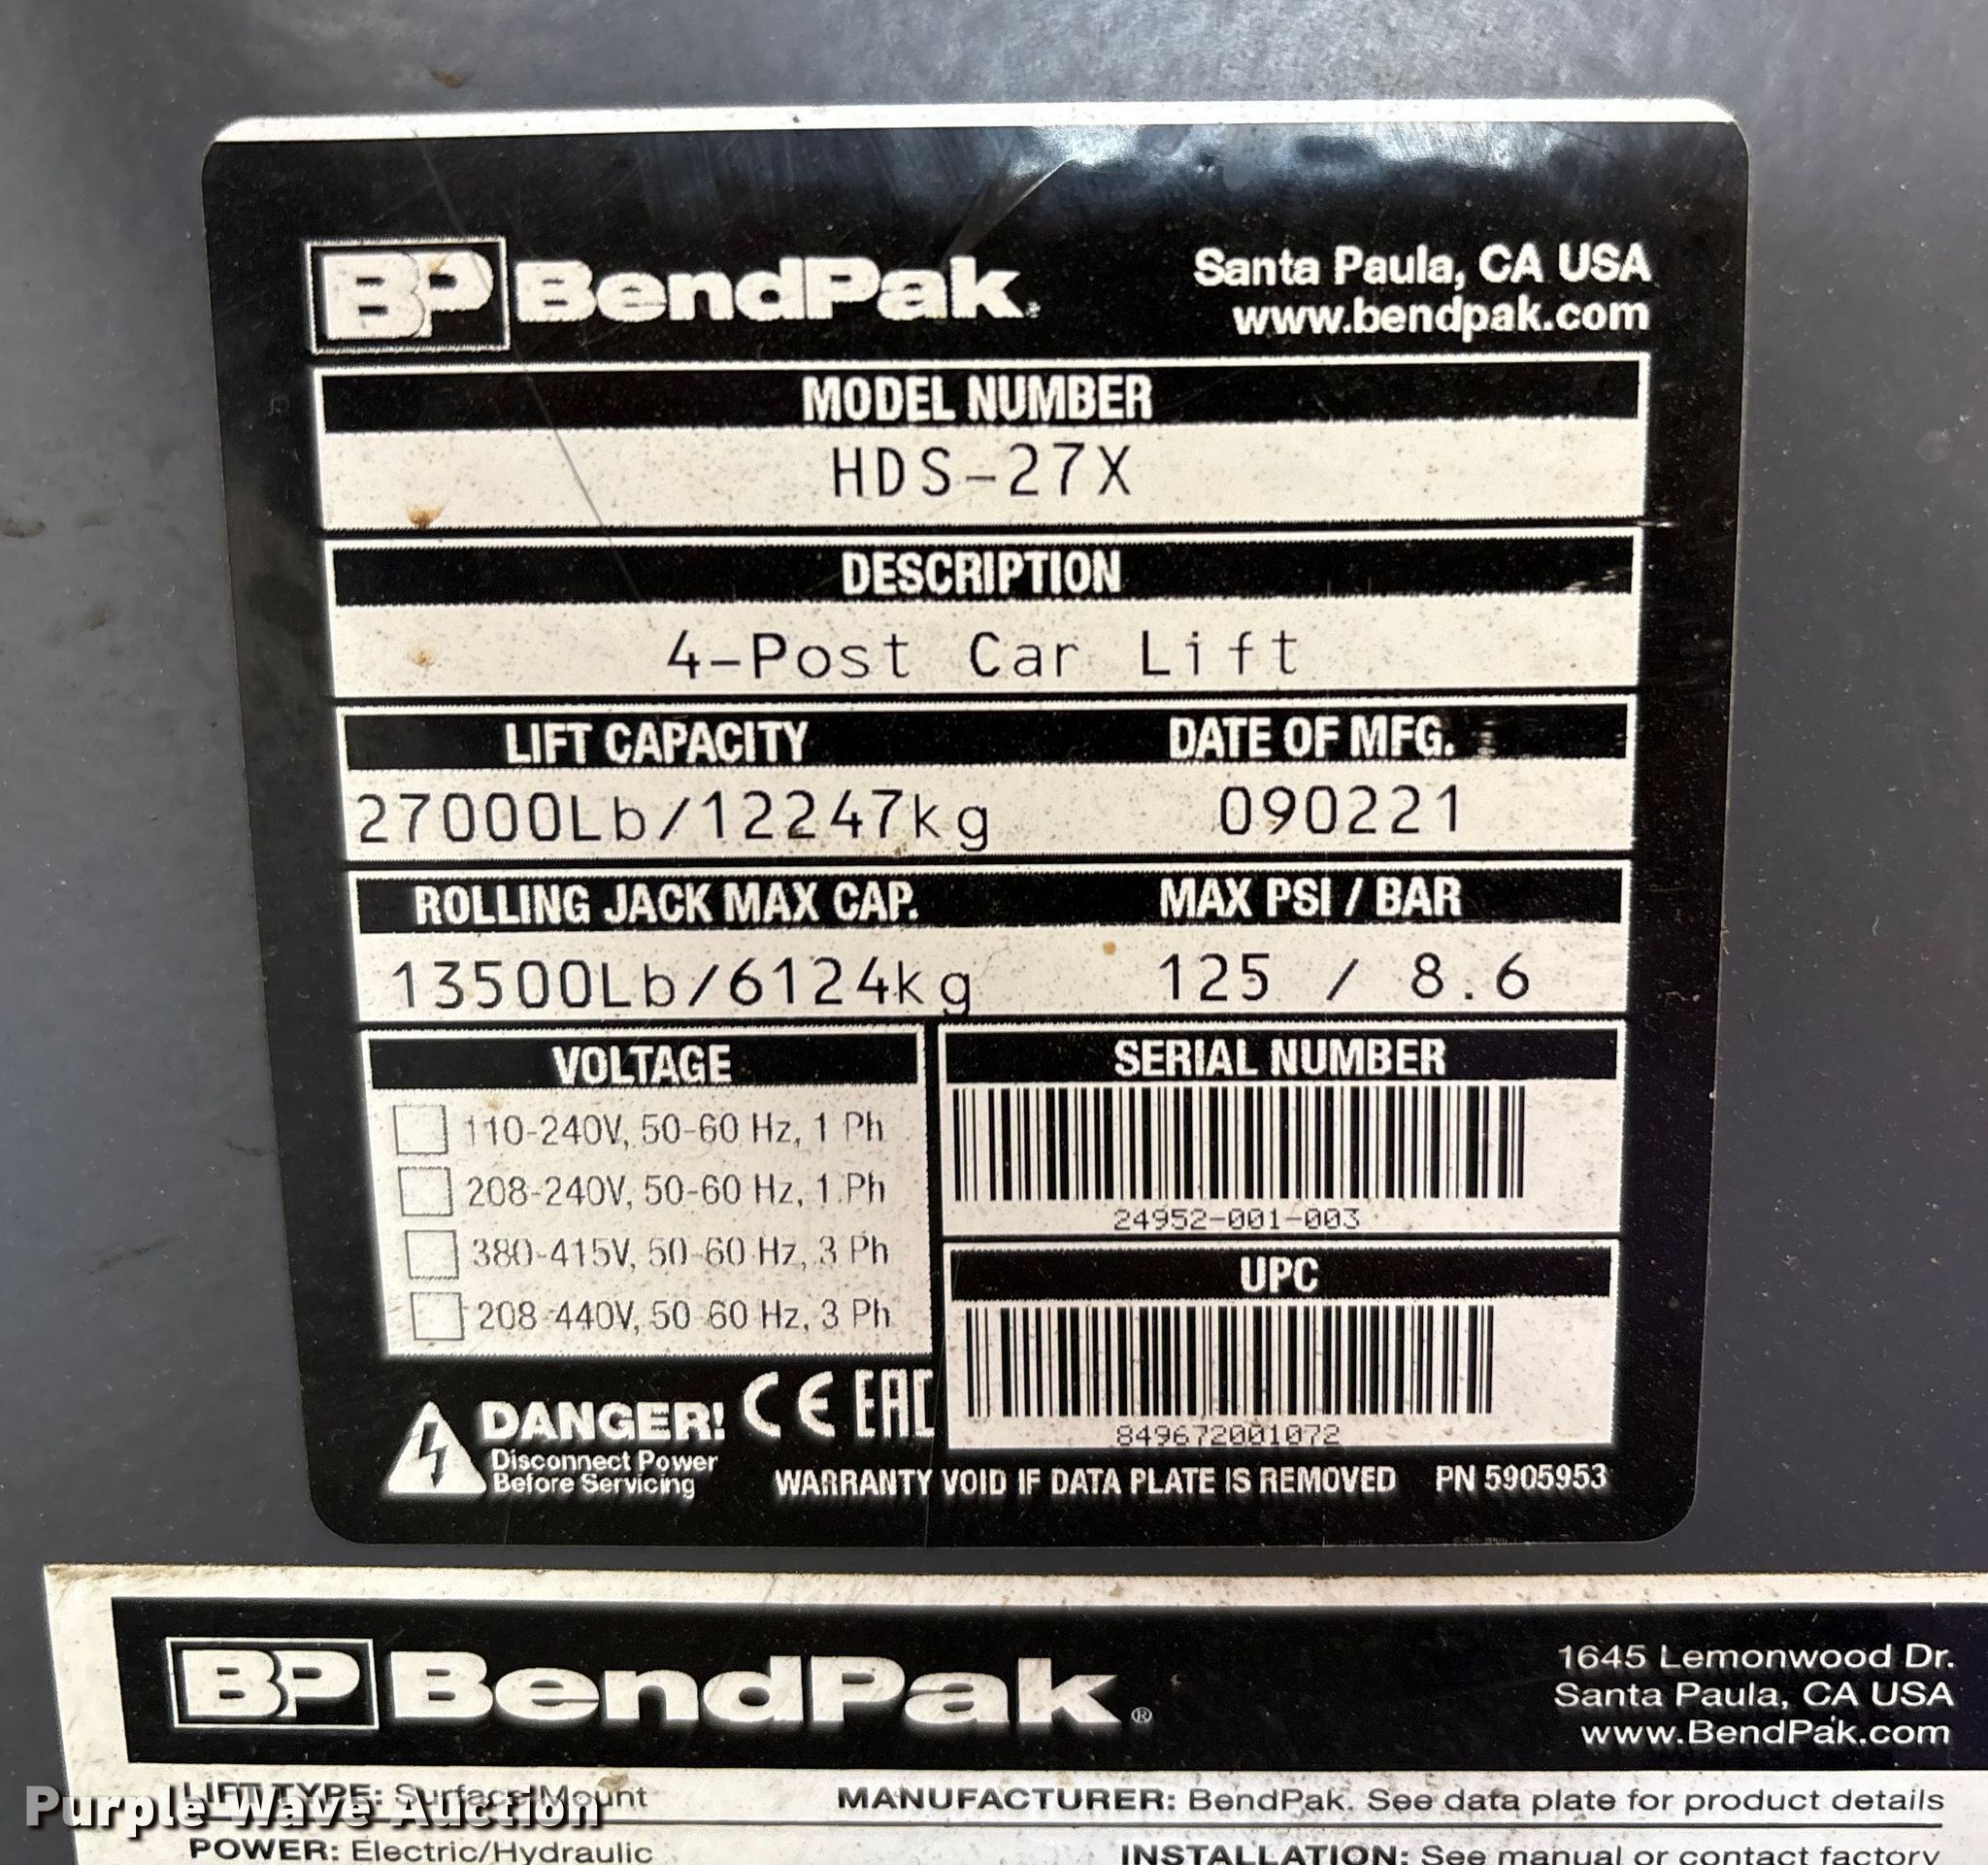 BP BendPak.
Santa Paula, CA USA
www.bendpak.com
MODEL NUMBER
HDS-27X
DESCRIPTION
4-Post Car Lift
LIFT CAPACITY DATE OF MFG.
27000Lb/12247kg 090221
ROLLING JACK MAX CAP. MAX PSI / BAR
13500Lb/6124kg 125 / 8.6
VOLTAGE
110-240V, 50-60 Hz, 1 Ph
208-240V, 50-60 Hz, 1 Ph
380-415V, 50-60 Hz, 3 Ph
208-440V, 50-60 Hz, 3 Ph
SERIAL NUMBER
24952-001-003
UPC
849672001072
DANGER! CE EAC
Disconnect Power
Before Servicing
WARRANTY VOID IF DATA PLATE IS REMOVED PN 5905953
BP BendPak®
1645 Lemonwood Dr.
Santa Paula, CA USA
www.BendPak.com
LIFT TYPE: Surface Mount MANUFACTURER: BendPak. See data plate for product details
Purple Wave Auction
POWER: Electric/Hydraulic INSTALLATION: See manual or contact factory